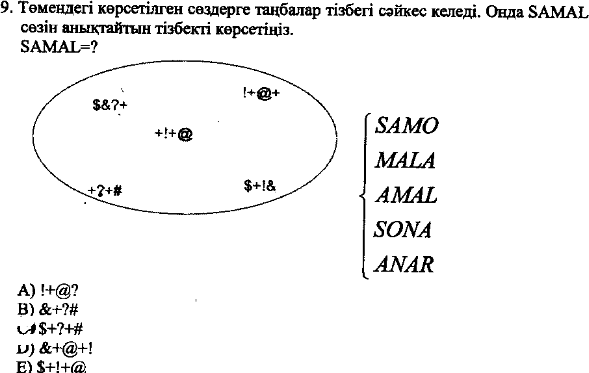 9. Төмендегі көрсетілген сөздерге таңбалар тізбегі сәйкес келеді. Онда SAMAL
сөзін анықтайтын тізбекті көрсетіңіз.
SAMAL=?
$&?+
!+@+
+!+@
+?+#
$+!&
SAMO
MALA
AMAL
SONA
ANAR
A) !+@?
B) &+?#
$+?+#
D) &+@+!
E) $+!+@